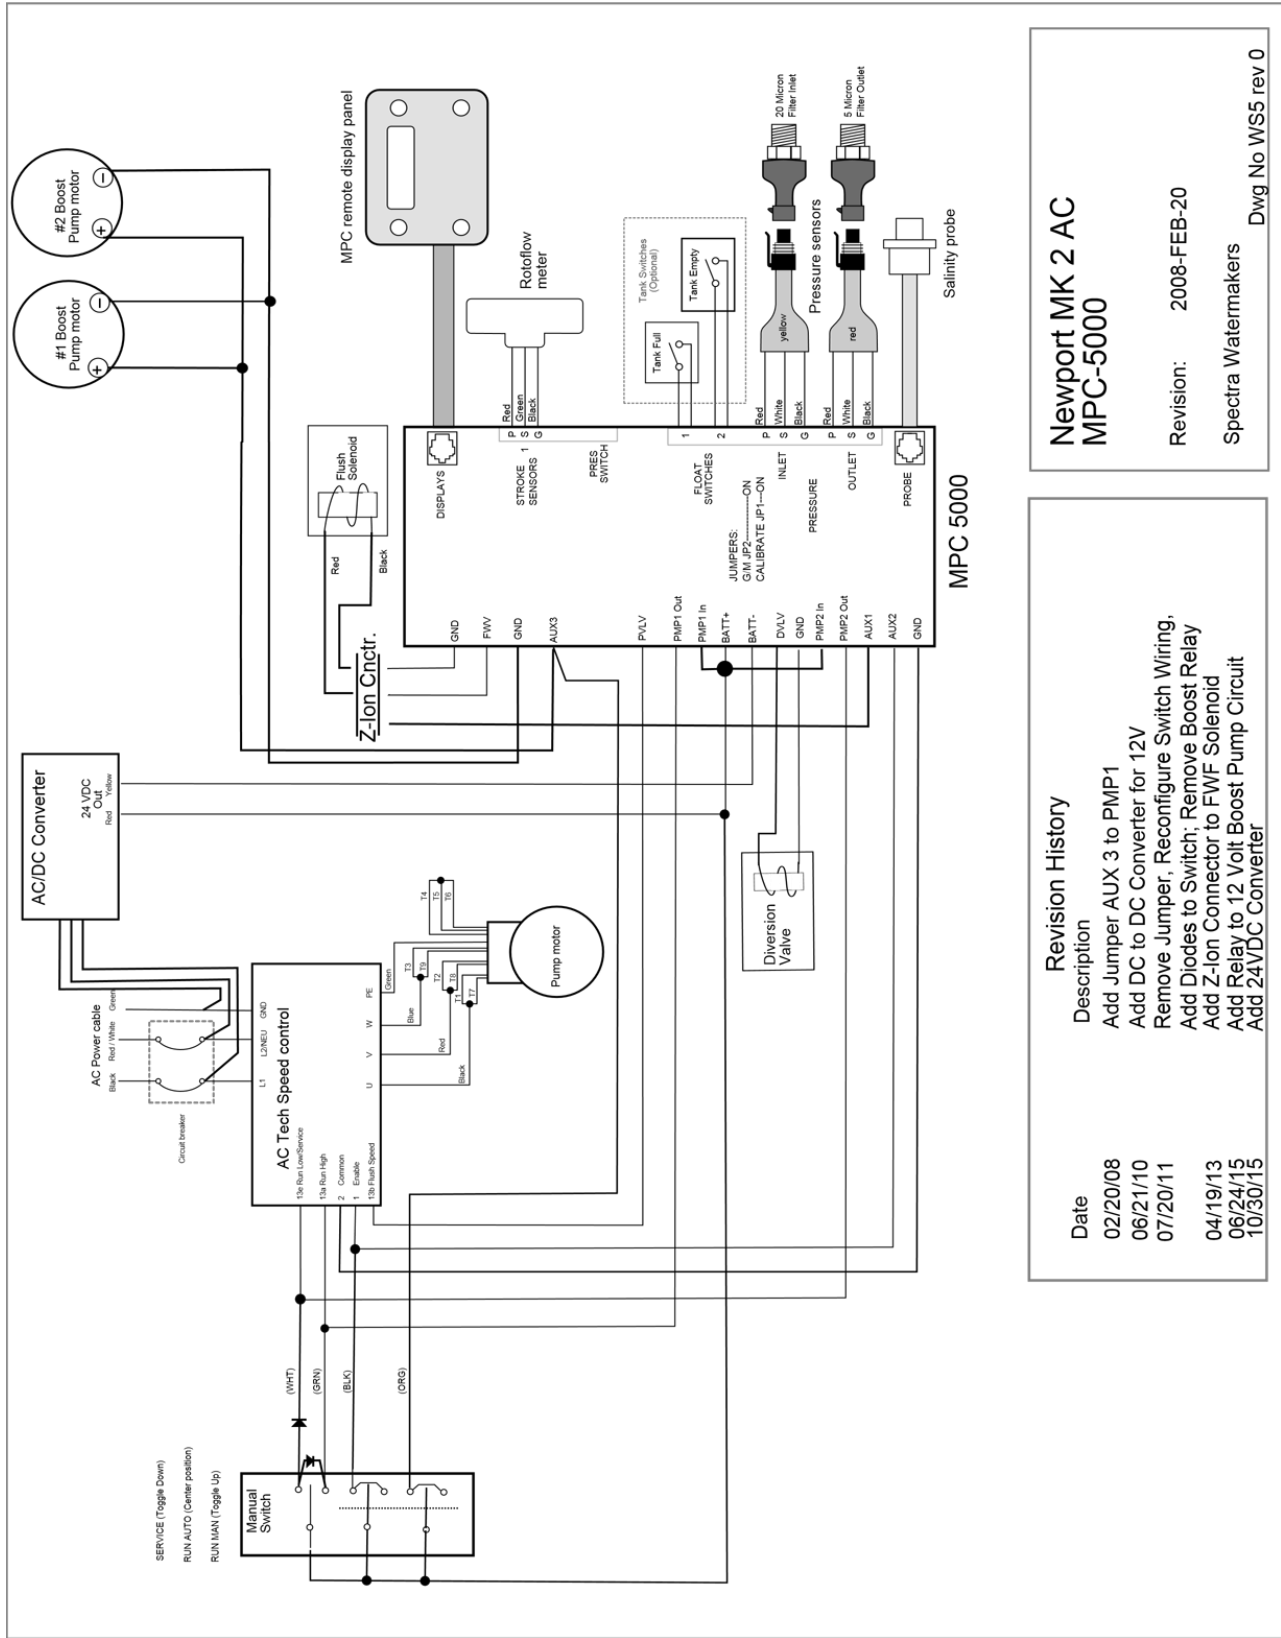 #2 Boost
Pump motor
+
−
#1 Boost
Pump motor
+
−
MPC remote display panel
Rotoflow
meter
Red
Green
Black
P
S
G
Flush
Solenoid
Red
Black
Z-Ion Cnctr.
AC/DC Converter
24 VDC
Out
Red
Yellow
AC Power cable
Black
Red / White
Green
Circuit breaker
AC Tech Speed control
L1
L2/NEU
GND
U
V
W
PE
13e Run Low/Service
13a Run High
2 Common
1 Enable
13b Flush Speed
Black
Red
Blue
Green
T1
T7
T2
T8
T3
T9
T4
T5
T6
Pump motor
Diversion
Valve
DISPLAYS
STROKE
SENSORS 1
PRES.
SWITCH
FLOAT
SWITCHES
1
2
JUMPERS:
G/M JP2------------ON
CALIBRATE JP1---ON
INLET
PRESSURE
OUTLET
PROBE
P
S
G
P
S
G
Red
White
Black
Red
White
Black
GND
FWV
GND
AUX3
PVLV
PMP1 Out
PMP1 In
BATT+
BATT-
DVLV
GND
PMP2 In
PMP2 Out
AUX1
AUX2
GND
MPC 5000
Tank Switches
(Optional)
Tank Full
Tank Empty
yellow
red
Pressure sensors
20 Micron
Filter Inlet
5 Micron
Filter Outlet
Salinity probe
SERVICE (Toggle Down)
RUN AUTO (Center position)
RUN MAN (Toggle Up)
Manual
Switch
(WHT)
(GRN)
(BLK)
(ORG)
Newport MK 2 AC
MPC-5000
Revision: 2008-FEB-20
Spectra Watermakers
Dwg No WS5 rev 0
Revision History
Date Description
02/20/08 Add Jumper AUX 3 to PMP1
06/21/10 Add DC to DC Converter for 12V
07/20/11 Remove Jumper, Reconfigure Switch Wiring,
Add Diodes to Switch; Remove Boost Relay
04/19/13 Add Z-Ion Connector to FWF Solenoid
06/24/15 Add Relay to 12 Volt Boost Pump Circuit
10/30/15 Add 24VDC Converter